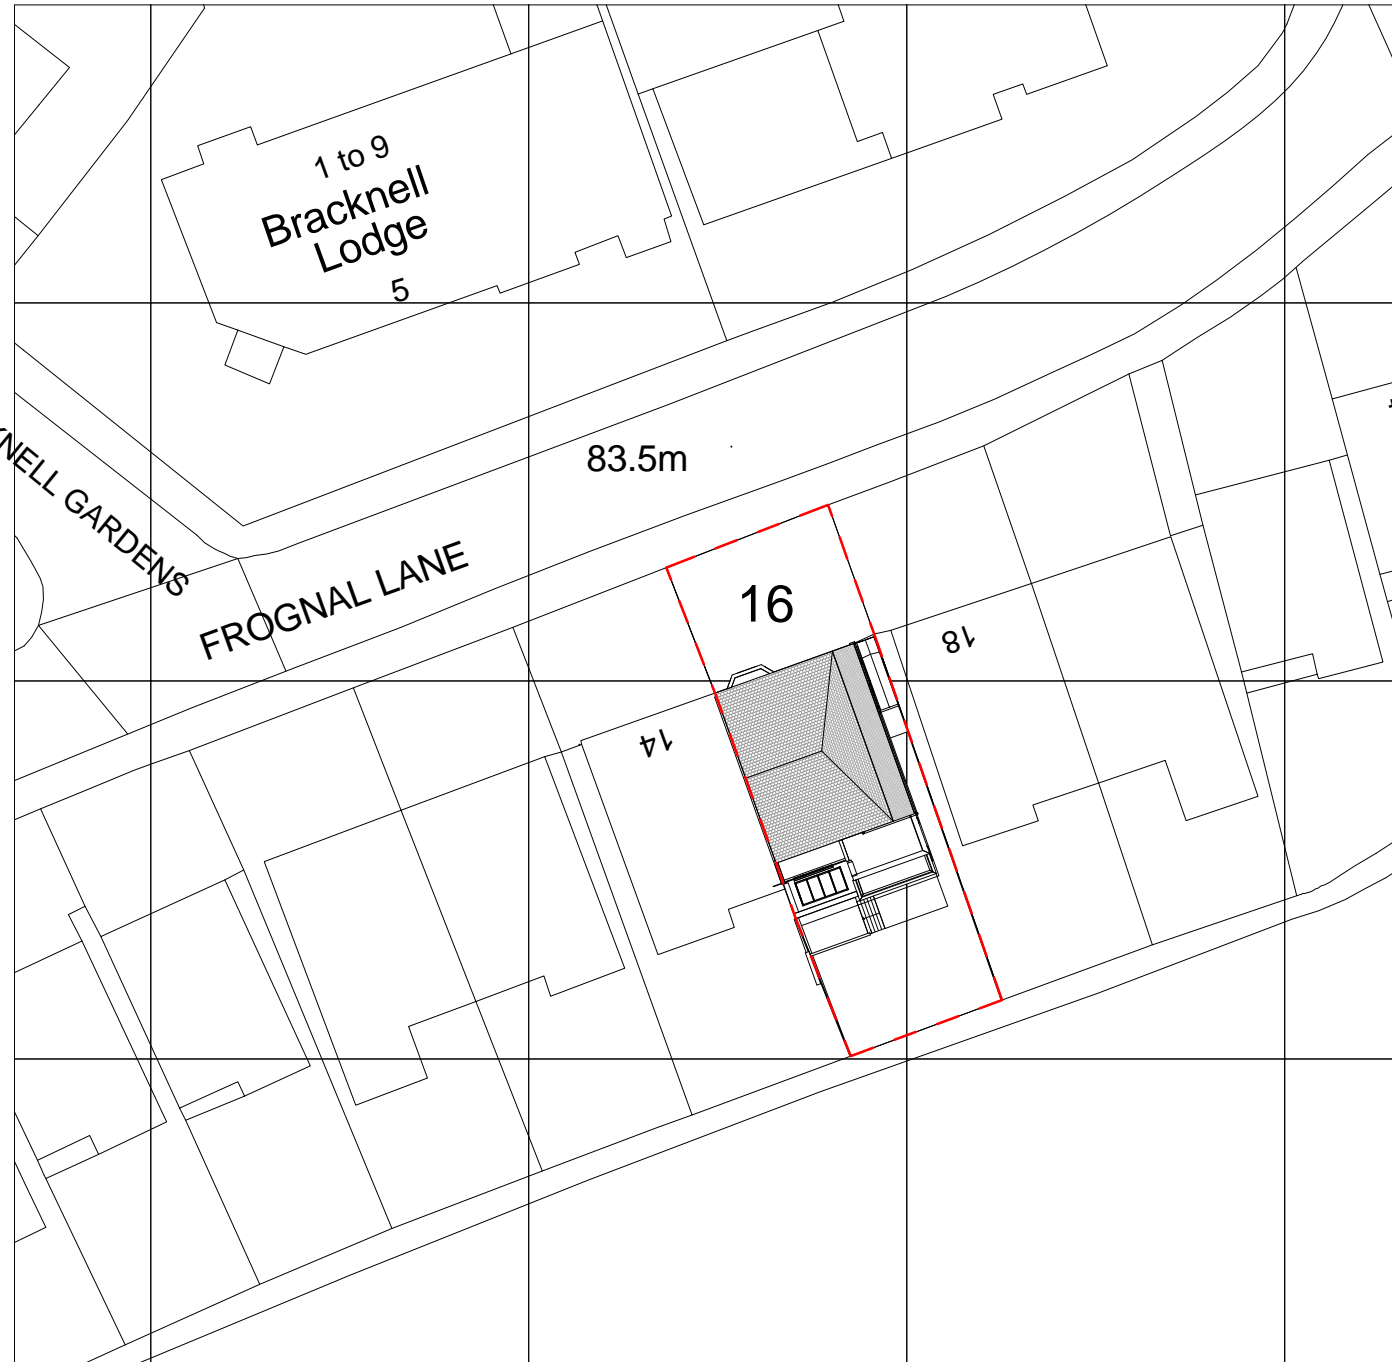 1 to 9
Bracknell
Lodge
5
83.5m
NELL GARDENS
FROGNAL LANE
16
18
14